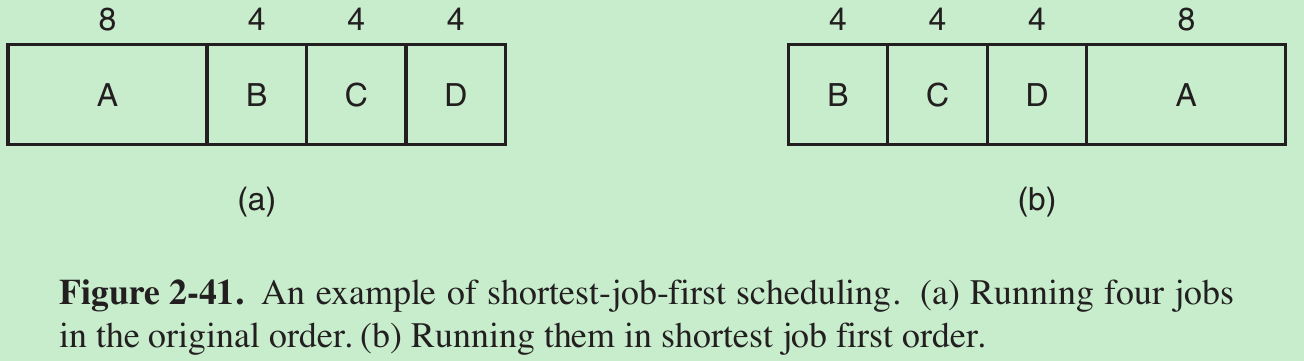 8 4 4 4
A B C D
(a)
4 4 4 8
B C D A
(b)
Figure 2-41. An example of shortest-job-first scheduling. (a) Running four jobs
in the original order. (b) Running them in shortest job first order.